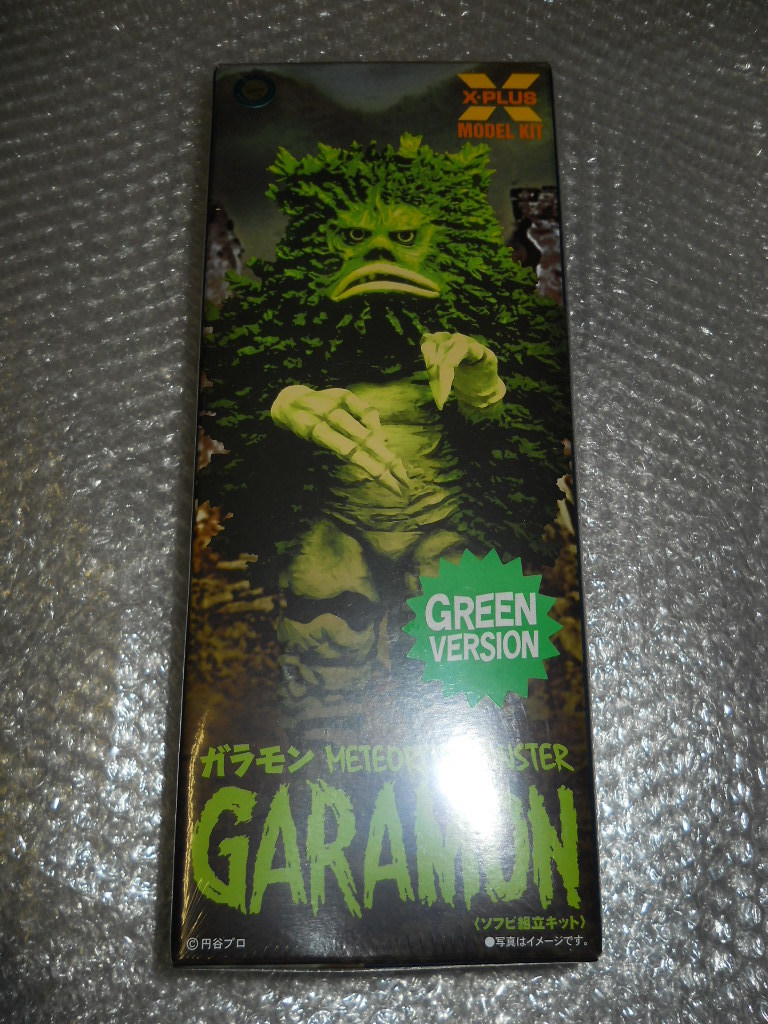 X-PLUS
MODEL KIT
GREEN
VERSION
ガラモン
GARAMON
〈ソフビ組立キット〉
©円谷プロ
●写真はイメージです。